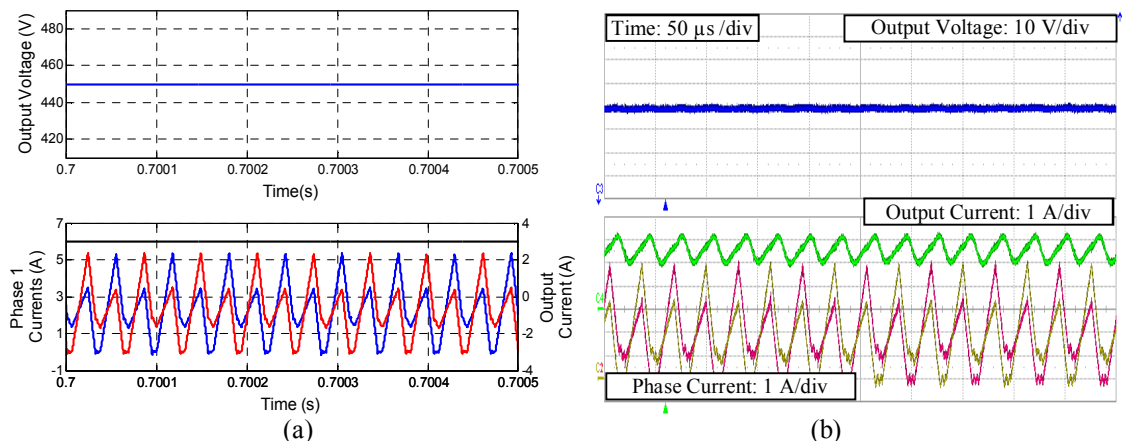 Output Voltage (V)
480
460
440
420
0.7
0.7001
0.7002
0.7003
0.7004
0.7005
Time(s)
Phase 1
Currents (A)
7
5
3
1
-1
4
2
0
-2
-4
Output
Current (A)
0.7
0.7001
0.7002
0.7003
0.7004
0.7005
Time (s)
(a)
Time: 50 µs /div
Output Voltage: 10 V/div
Output Current: 1 A/div
Phase Current: 1 A/div
(b)